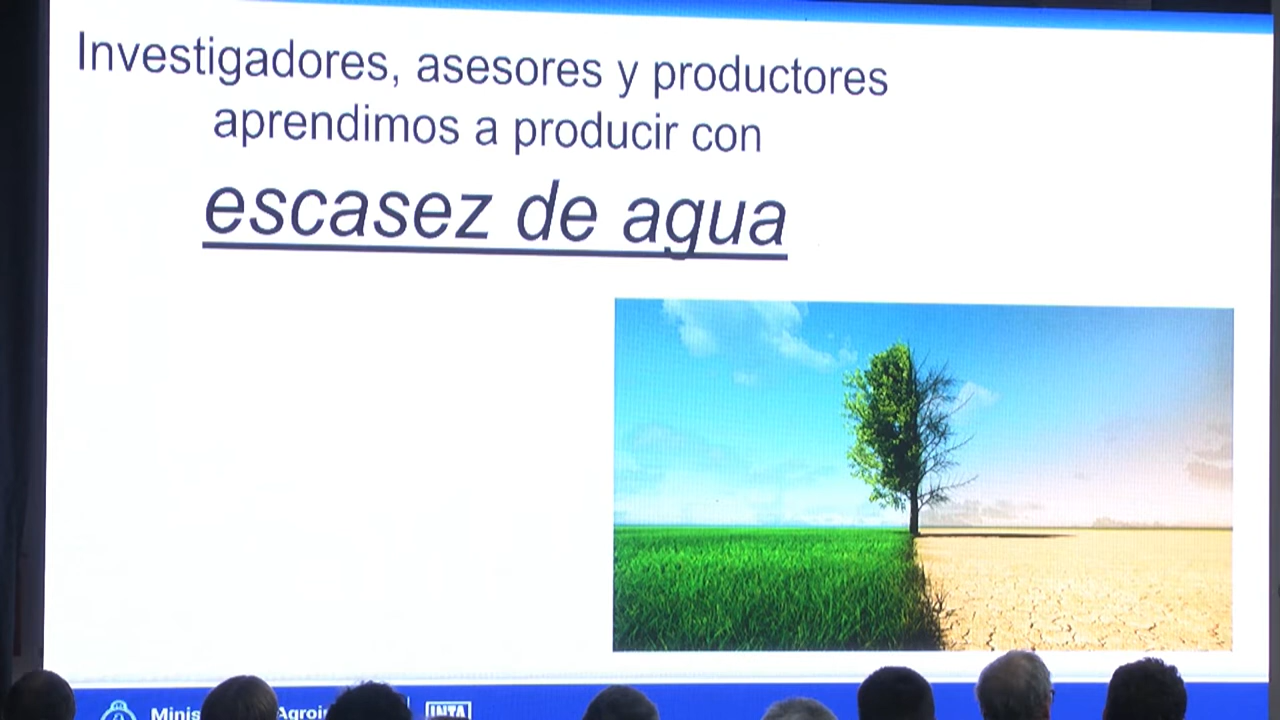 Investigadores, asesores y productores
aprendimos a producir con
escasez de agua
INTA